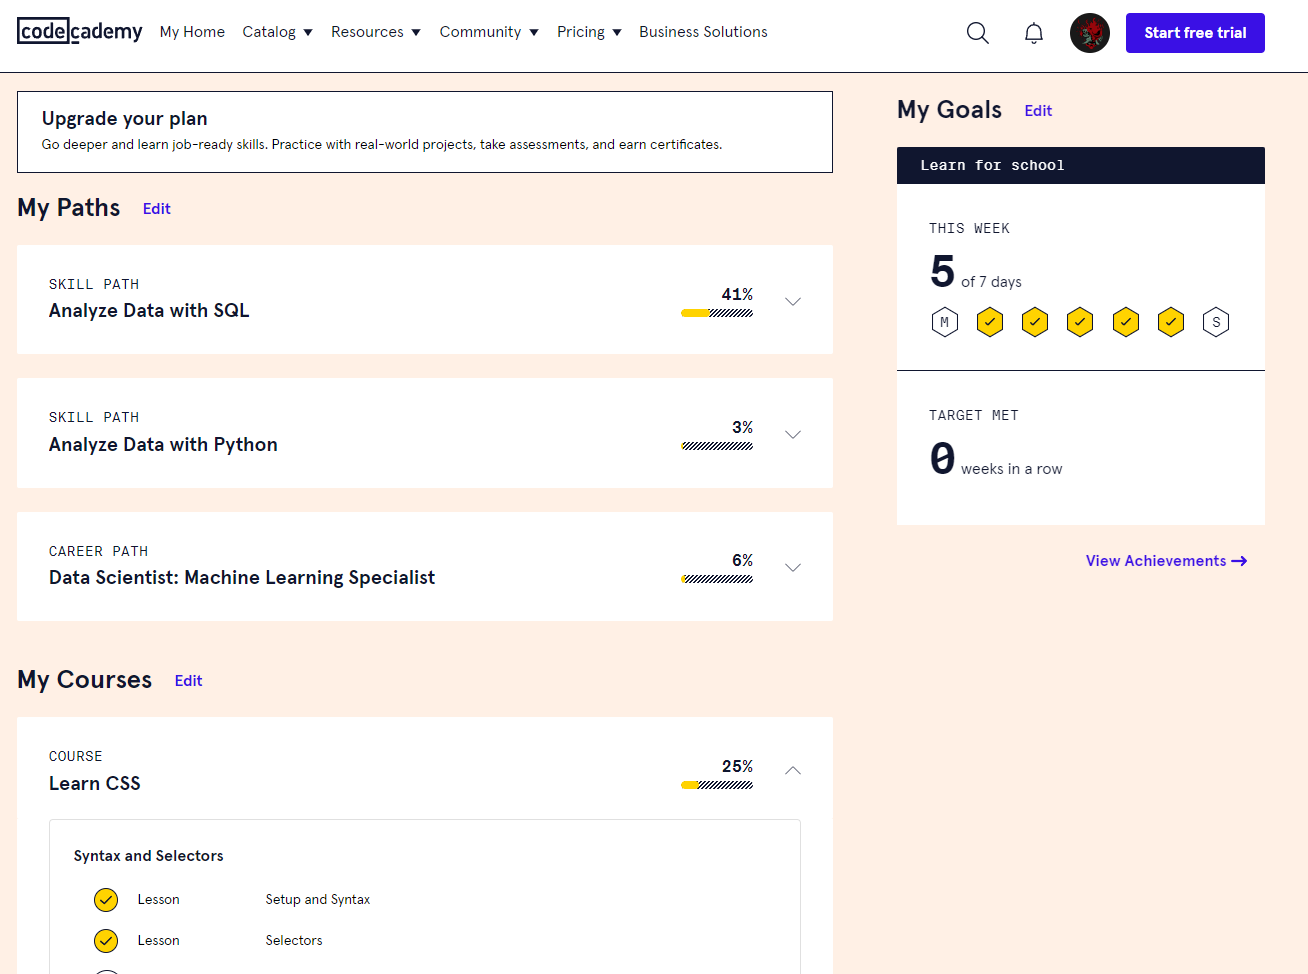 codecademy My Home Catalog Resources Community Pricing Business Solutions Start free trial
Upgrade your plan
Go deeper and learn job-ready skills. Practice with real-world projects, take assessments, and earn certificates.
My Paths Edit
SKILL PATH
Analyze Data with SQL
41%
SKILL PATH
Analyze Data with Python
3%
CAREER PATH
Data Scientist: Machine Learning Specialist
6%
My Courses Edit
COURSE
Learn CSS
25%
Syntax and Selectors
Lesson Setup and Syntax
Lesson Selectors
My Goals Edit
Learn for school
THIS WEEK
5 of 7 days
M S
TARGET MET
0 weeks in a row
View Achievements